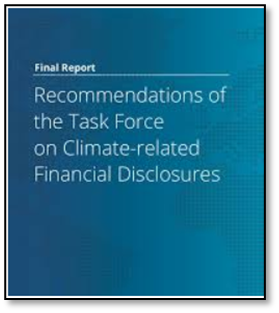 Final Report
Recommendations of
the Task Force
on Climate-related
Financial Disclosures